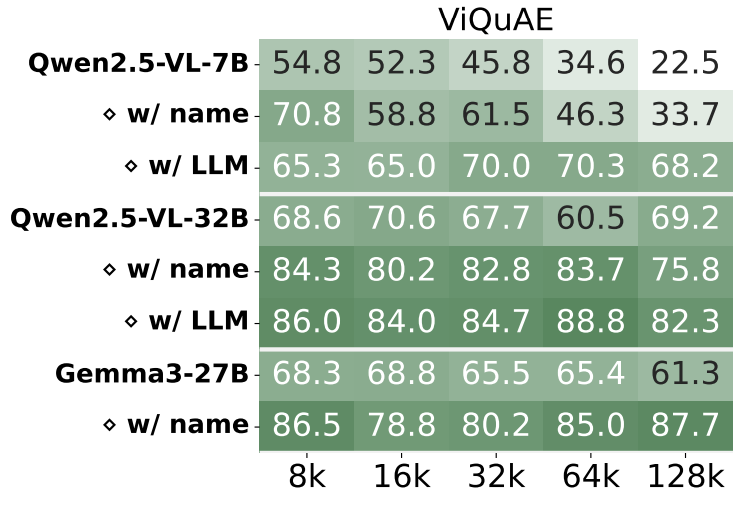 ViQuAE
Qwen2.5-VL-7B 54.8 52.3 45.8 34.6 22.5
⋄ w/ name 70.8 58.8 61.5 46.3 33.7
⋄ w/ LLM 65.3 65.0 70.0 70.3 68.2
Qwen2.5-VL-32B 68.6 70.6 67.7 60.5 69.2
⋄ w/ name 84.3 80.2 82.8 83.7 75.8
⋄ w/ LLM 86.0 84.0 84.7 88.8 82.3
Gemma3-27B 68.3 68.8 65.5 65.4 61.3
⋄ w/ name 86.5 78.8 80.2 85.0 87.7
8k 16k 32k 64k 128k